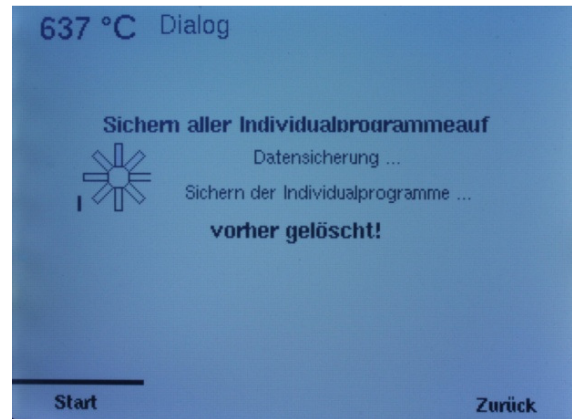 637 °C Dialog
Sichern aller Individualprogrammeauf
Datensicherung ...
Sichern der Individualprogramme ...
vorher gelöscht!
Start Zurück